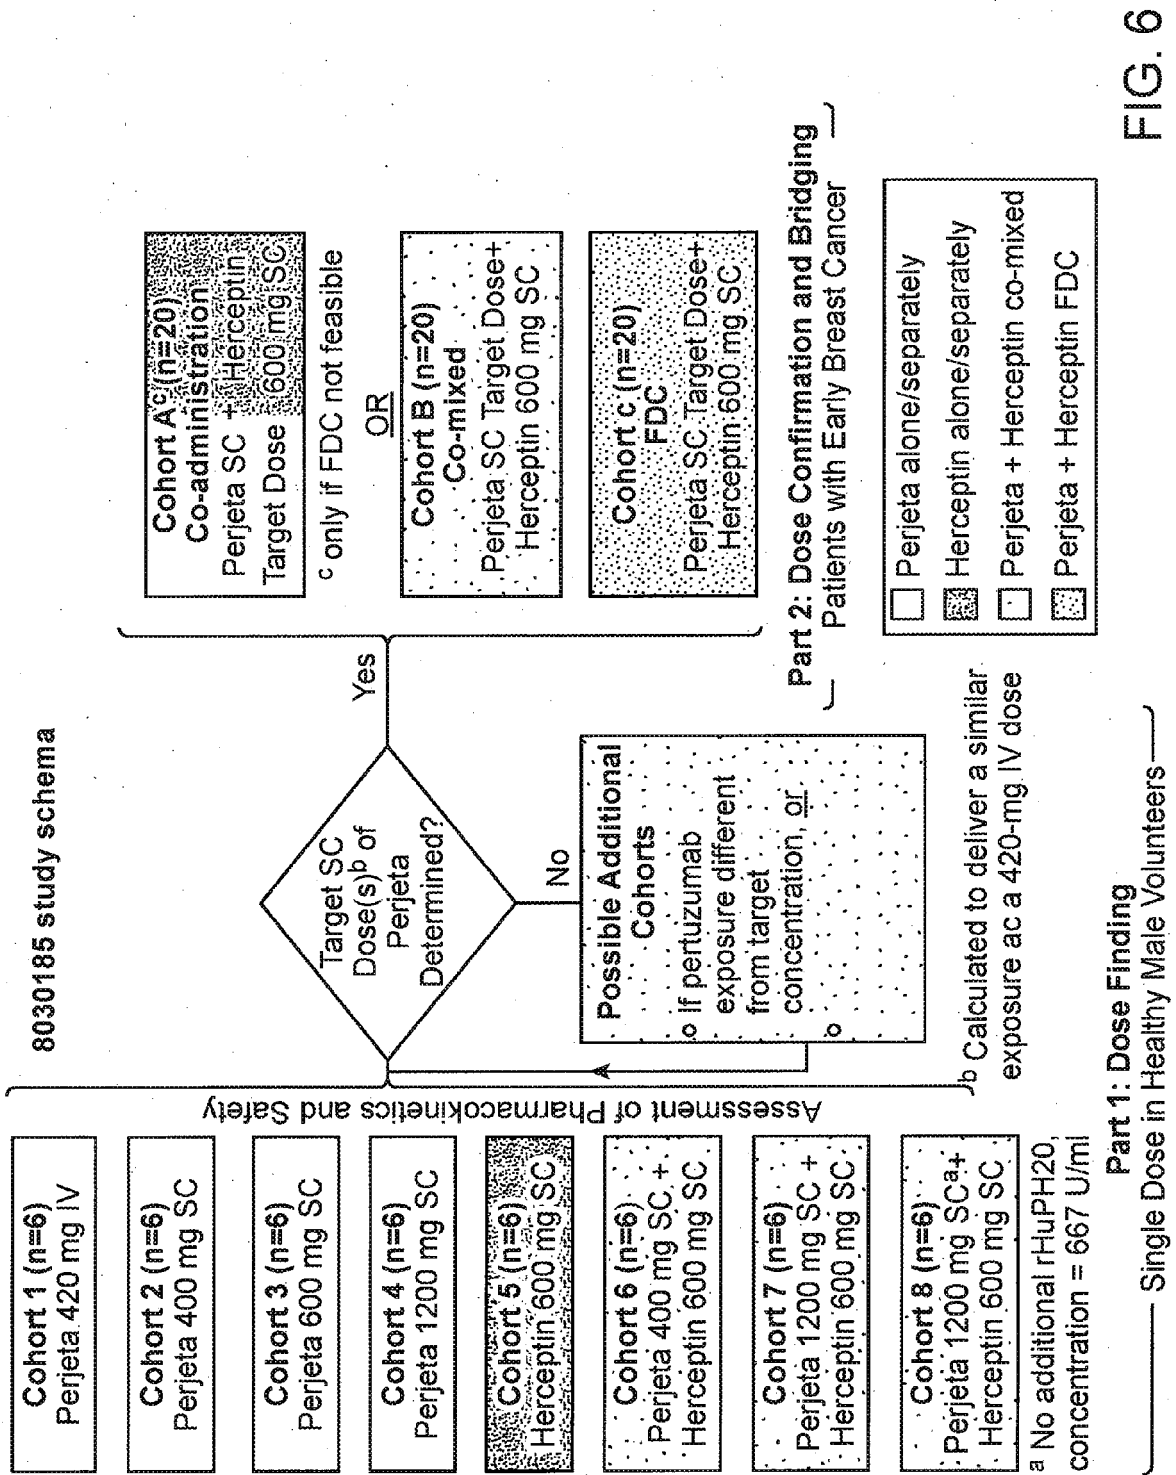 8030185 study schema
Cohort 1 (n=6)
Perjeta 420 mg IV
Cohort 2 (n=6)
Perjeta 400 mg SC
Cohort 3 (n=6)
Perjeta 600 mg SC
Cohort 4 (n=6)
Perjeta 1200 mg SC
Cohort 5 (n=6)
Herceptin 600 mg SC
Cohort 6 (n=6)
Perjeta 400 mg SC +
Herceptin 600 mg SC
Cohort 7 (n=6)
Perjeta 1200 mg SC +
Herceptin 600 mg SC
Cohort 8 (n=6)
Perjeta 1200 mg SCa+
Herceptin 600 mg SC
a No additional rHuPH20,
concentration = 667 U/ml
Assessment of Pharmacokinetics and Safety
Target SC
Dose(s)b of
Perjeta
Determined?
Yes
No
Possible Additional
Cohorts
o If pertuzumab
exposure different
from target
concentration, or
o
b Calculated to deliver a similar
exposure ac a 420-mg IV dose
Part 1: Dose Finding
Single Dose in Healthy Male Volunteers
Cohort Ac (n=20)
Co-administration
Perjeta SC + Herceptin
Target Dose 600 mg SC
c only if FDC not feasible
OR
Cohort B (n=20)
Co-mixed
Perjeta SC Target Dose+
Herceptin 600 mg SC
Cohort c (n=20)
FDC
Perjeta SC Target Dose+
Herceptin 600 mg SC
Part 2: Dose Confirmation and Bridging
Patients with Early Breast Cancer
Perjeta alone/separately
Herceptin alone/separately
Perjeta + Herceptin co-mixed
Perjeta + Herceptin FDC
FIG. 6